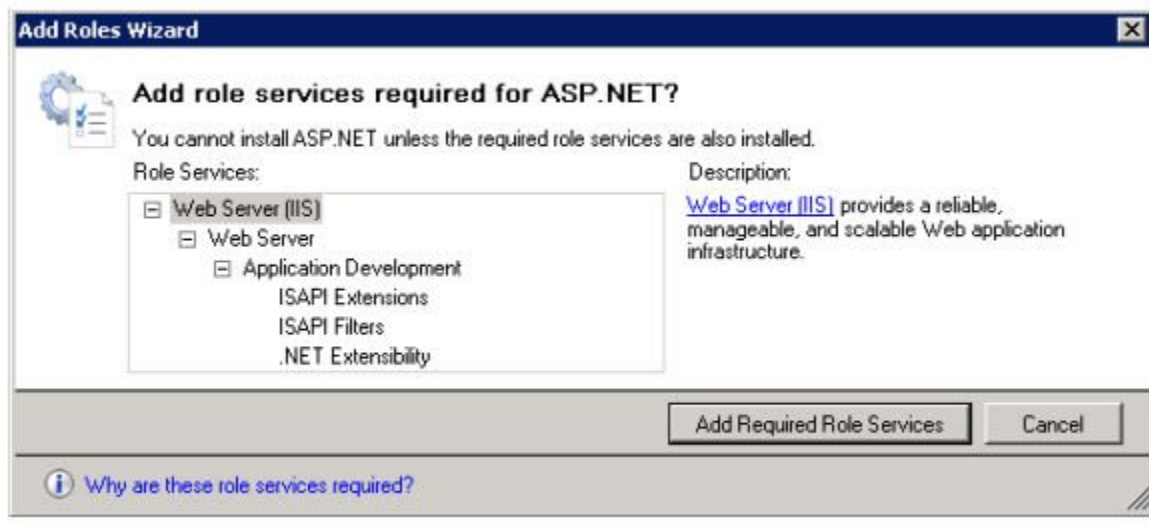 Add Roles Wizard
Add role services required for ASP.NET?
You cannot install ASP.NET unless the required role services are also installed.
Role Services:
Web Server (IIS)
Web Server
Application Development
ISAPI Extensions
ISAPI Filters
.NET Extensibility
Description:
Web Server (IIS) provides a reliable,
manageable, and scalable Web application
infrastructure.
Add Required Role Services
Cancel
Why are these role services required?